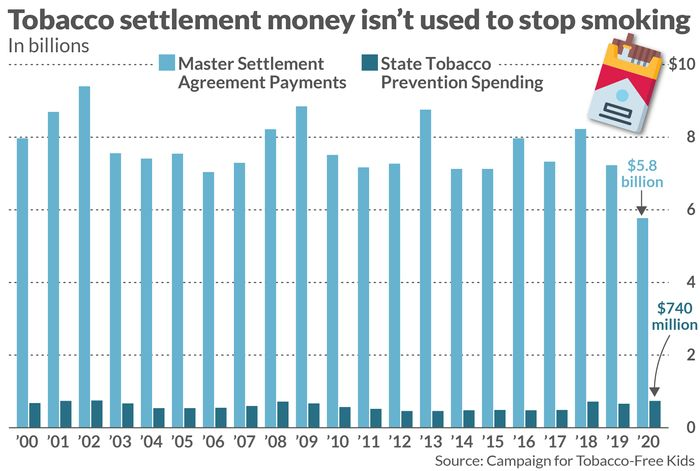 Tobacco settlement money isn't used to stop smoking
In billions
Master Settlement
Agreement Payments
State Tobacco
Prevention Spending
$10
8
$5.8
billion
6
4
$740
million
2
0
'00 '01 '02 '03 '04 '05 '06 '07 '08 '09 '10 '11 '12 '13 '14 '15 '16 '17 '18 '19 '20
Source: Campaign for Tobacco-Free Kids